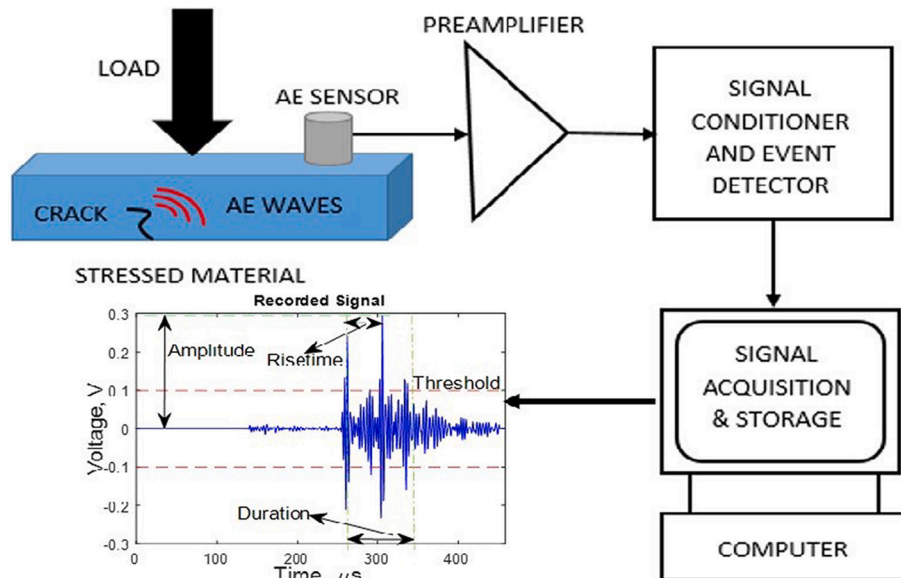 LOAD
AE SENSOR
PREAMPLIFIER
SIGNAL
CONDITIONER
AND EVENT
DETECTOR
CRACK
AE WAVES
STRESSED MATERIAL
Recorded Signal
Amplitude
Risetime
Threshold
Duration
Voltage, V
0.3
0.2
0.1
0
-0.1
-0.2
-0.3
0 100 200 300 400
Time, μs
SIGNAL
ACQUISITION
& STORAGE
COMPUTER